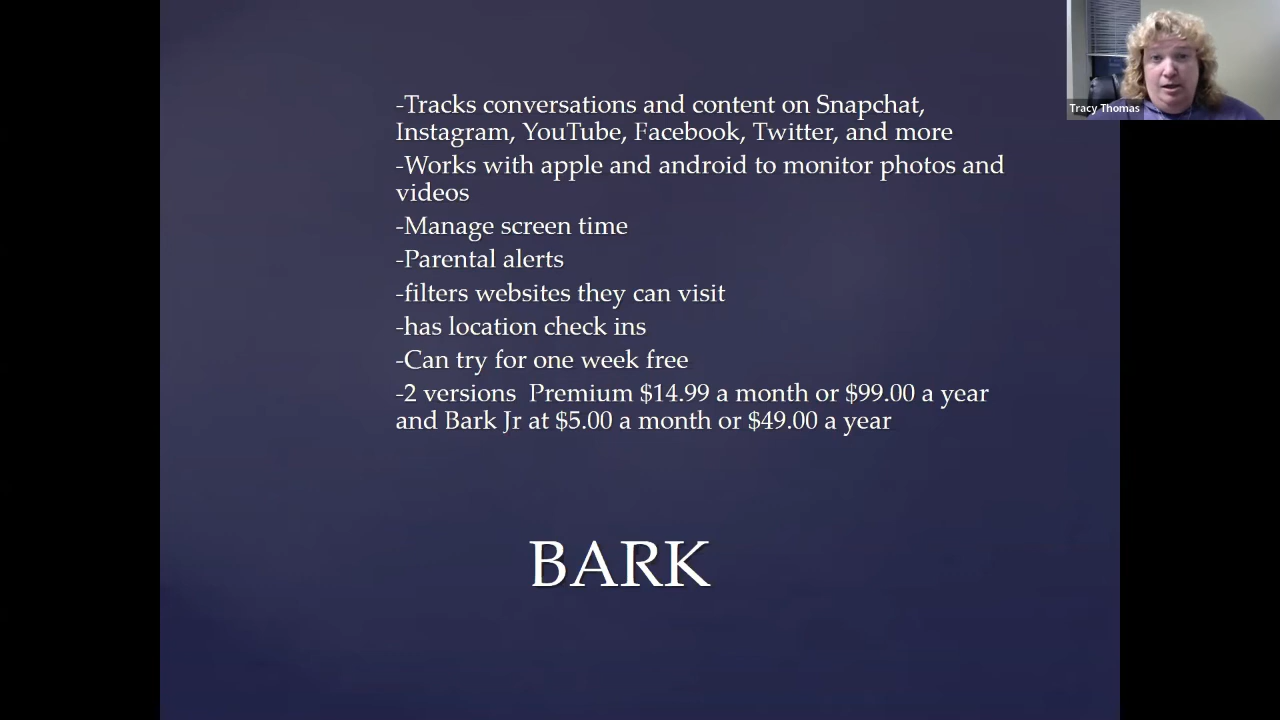 -Tracks conversations and content on Snapchat,
Instagram, YouTube, Facebook, Twitter, and more
-Works with apple and android to monitor photos and
videos
-Manage screen time
-Parental alerts
-filters websites they can visit
-has location check ins
-Can try for one week free
-2 versions  Premium $14.99 a month or $99.00 a year
and Bark Jr at $5.00 a month or $49.00 a year
BARK
Tracy Thomas